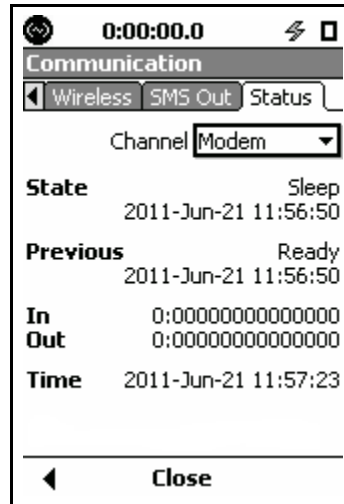 0:00:00.0
Communication
Wireless SMS Out Status
Channel Modem
State Sleep
2011-Jun-21 11:56:50
Previous Ready
2011-Jun-21 11:56:50
In 0:00000000000000
Out 0:00000000000000
Time 2011-Jun-21 11:57:23
Close